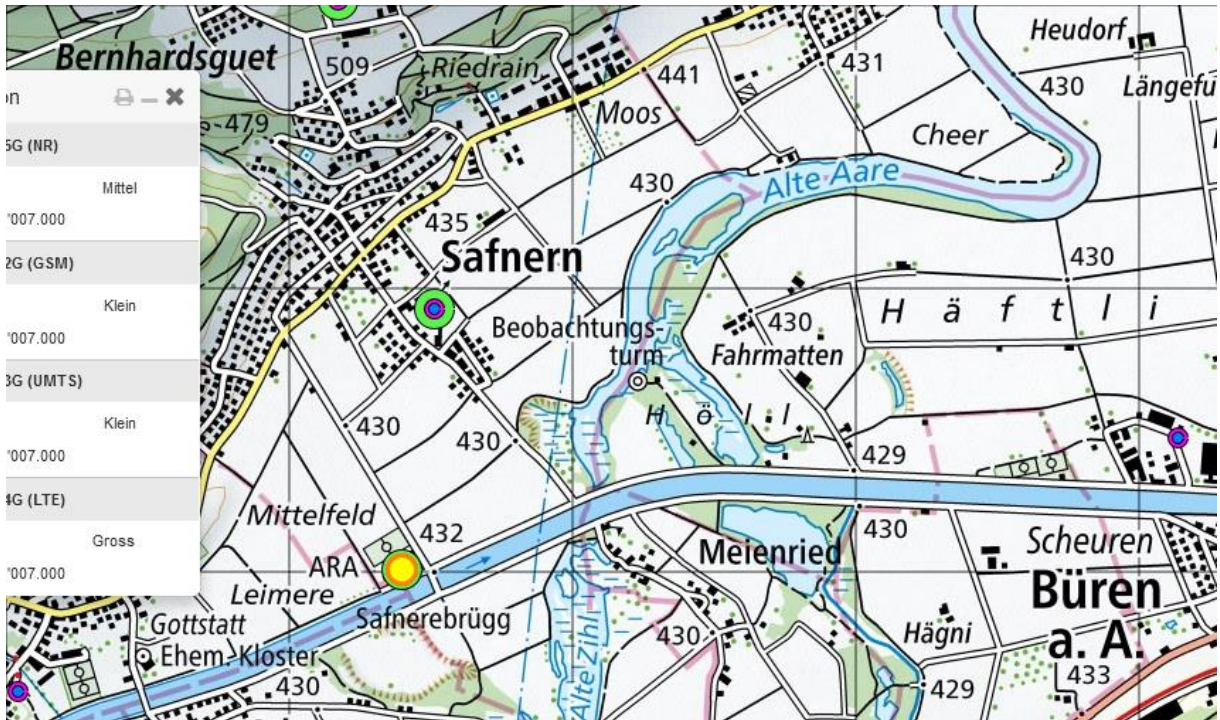 on
5G (NR)
Mittel
'007.000
2G (GSM)
Klein
'007.000
3G (UMTS)
Klein
'007.000
4G (LTE)
Gross
'007.000
Bernhardsguet
509
Riedrain
479
441
Moos
431
Heudorf
430
Längefu
Cheer
430
Alte Aare
435
Safnern
430
Häftli
Beobachtungs-
turm
430
Fahrmatten
Höll
430
430
429
Mittelfeld
432
430
ARA
Leimere
Meienried
Scheuren
Büren
a. A.
Safnerebrügg
Gottstatt
Ehem. Kloster
430
Alte Zihl
430
Hägni
429
433